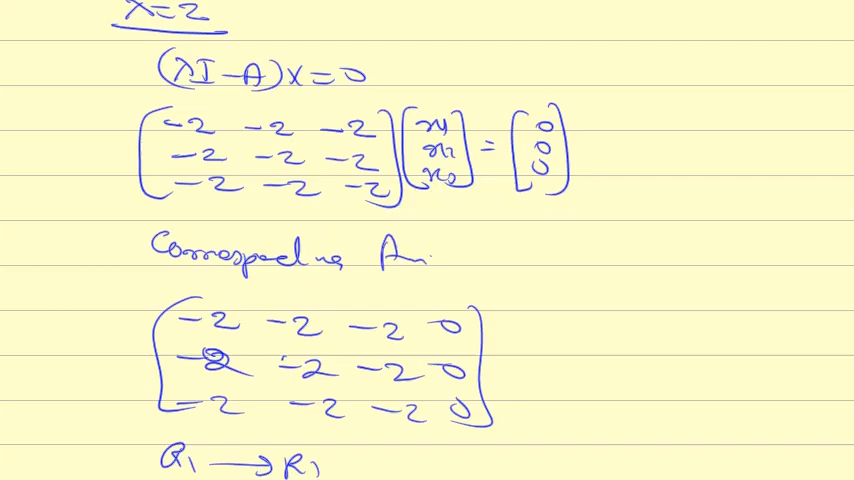 λ=2
(λI-A)x=0
[-2 -2 -2] [x1] = [0]
[-2 -2 -2] [x2] [0]
[-2 -2 -2] [x3] [0]
Corresponding
[-2 -2 -2 0]
[-2 -2 -2 0]
[-2 -2 -2 0]
R1 → R1